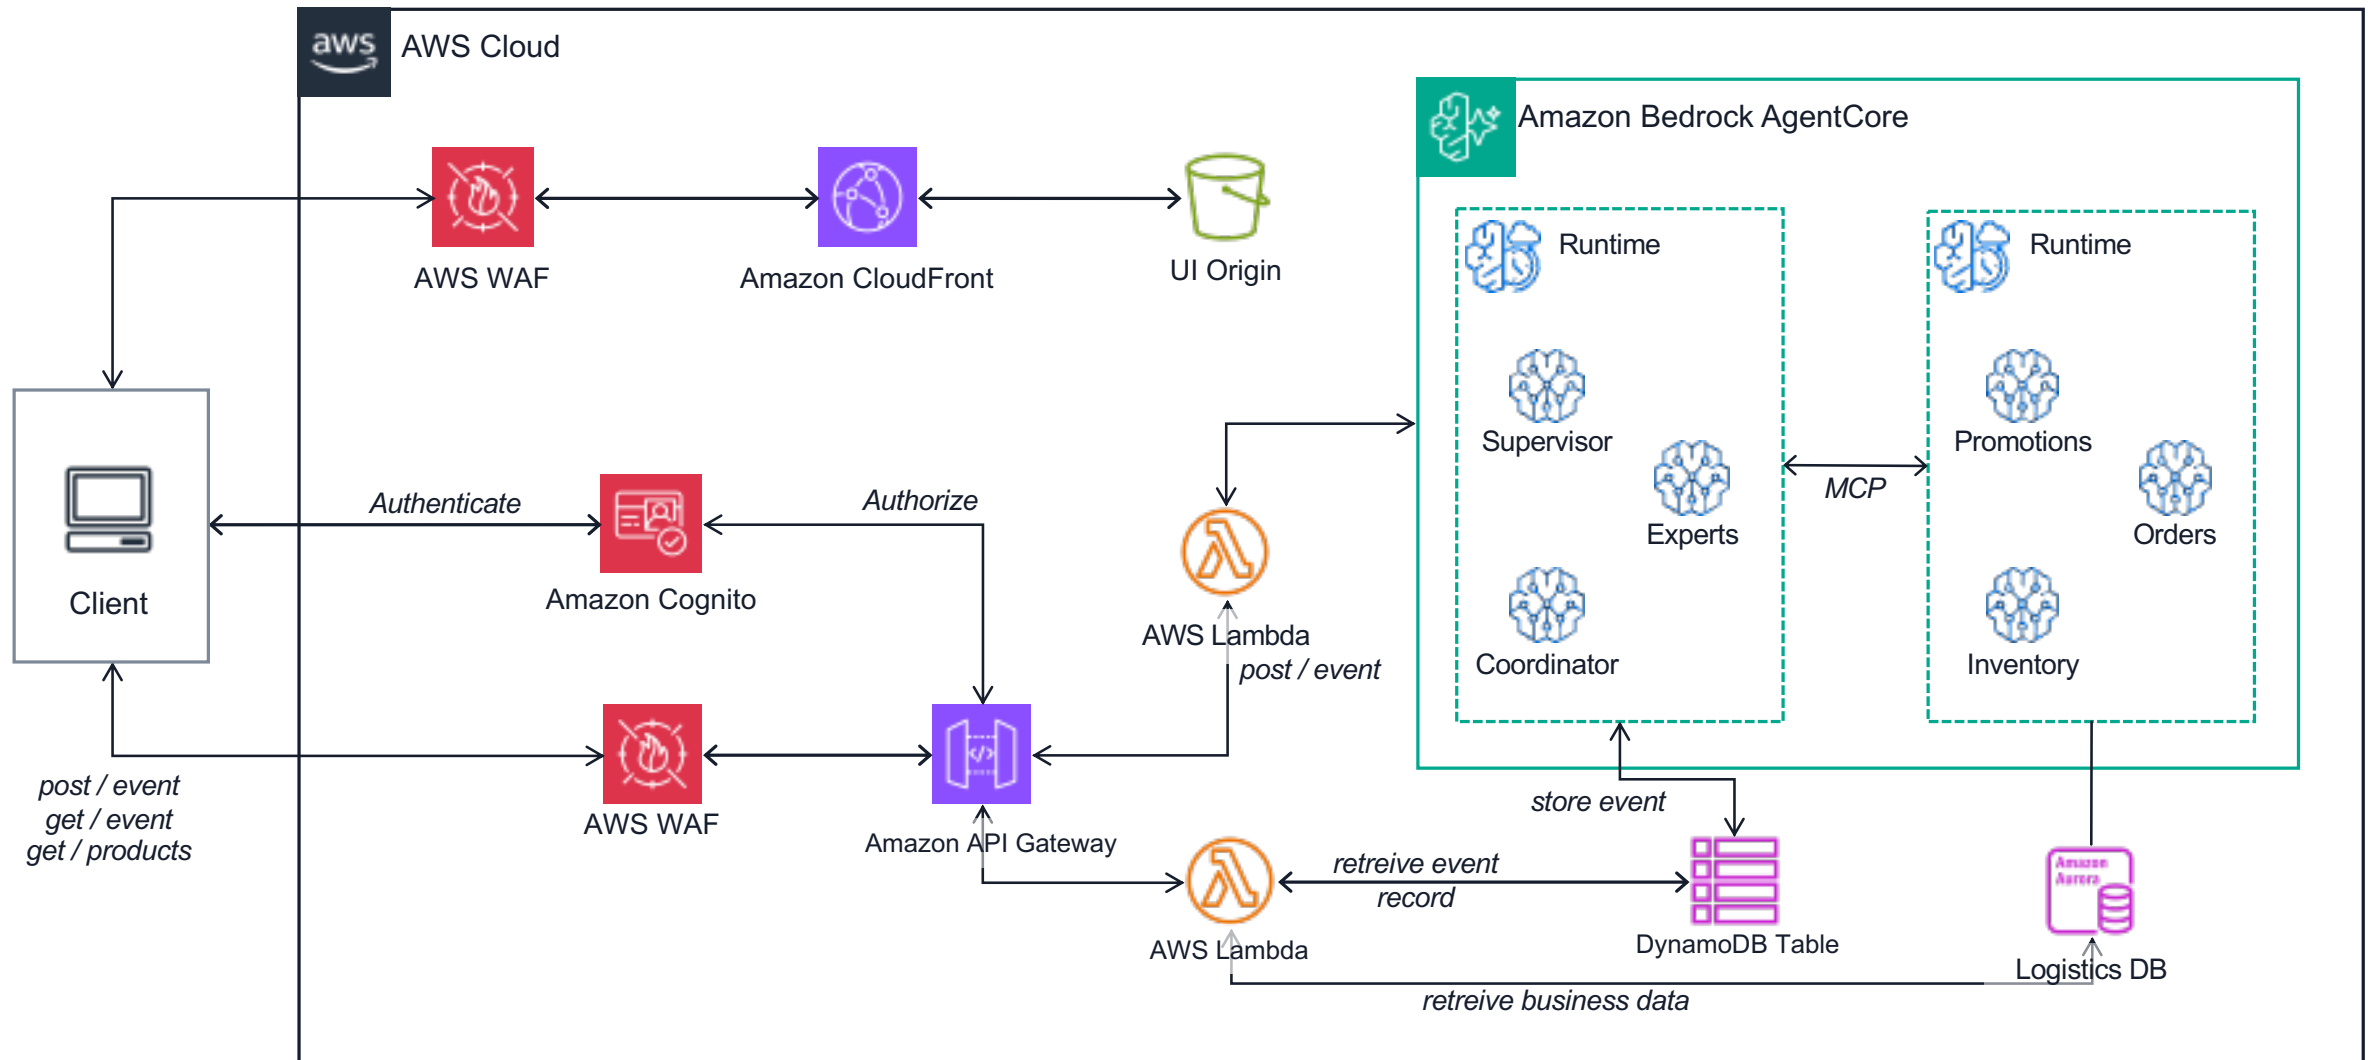 aws
AWS Cloud
Amazon Bedrock AgentCore
AWS WAF
Amazon CloudFront
UI Origin
Runtime
Runtime
Supervisor
Experts
Coordinator
MCP
Promotions
Orders
Inventory
Client
Authenticate
Amazon Cognito
Authorize
AWS Lambda
post / event
post / event
get / event
get / products
AWS WAF
</>
Amazon API Gateway
AWS Lambda
retreive event
record
store event
DynamoDB Table
Amazon
Aurora
Logistics DB
retreive business data